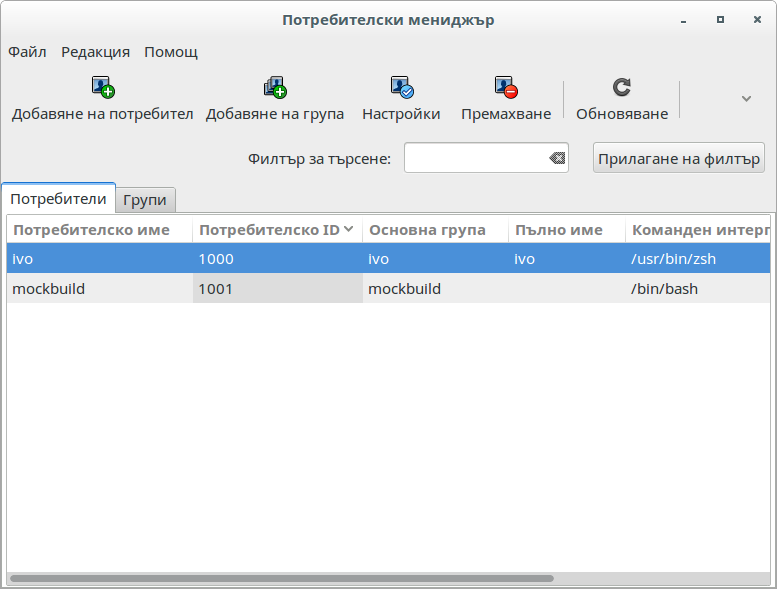 Потребителски мениджър
Файл Редакция Помощ
Добавяне на потребител Добавяне на група Настройки Премахване Обновяване
Филтър за търсене: Прилагане на филтър
Потребители Групи
Потребителско име Потребителско ID Основна група Пълно име Команден интерп
ivo 1000 ivo ivo /usr/bin/zsh
mockbuild 1001 mockbuild /bin/bash